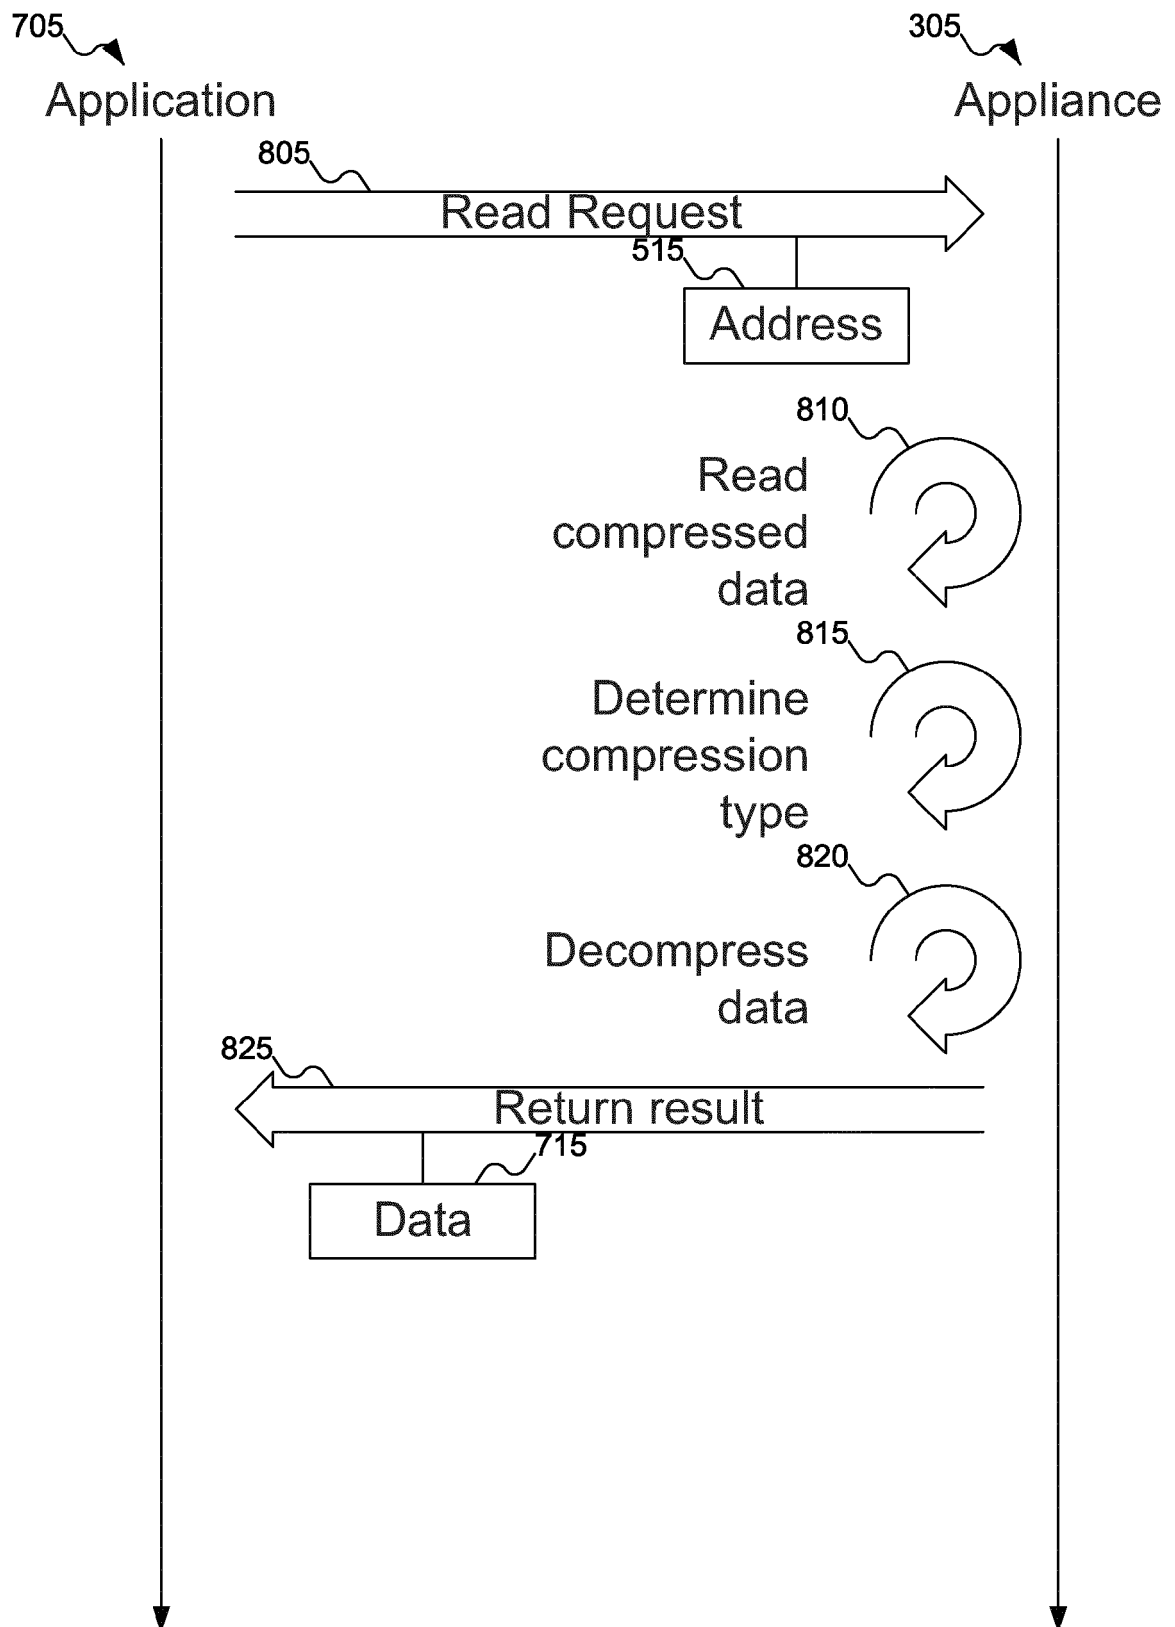 705
305
Application
Appliance
805
Read Request
515
Address
810
Read
compressed
data
815
Determine
compression
type
820
Decompress
data
825
Return result
715
Data